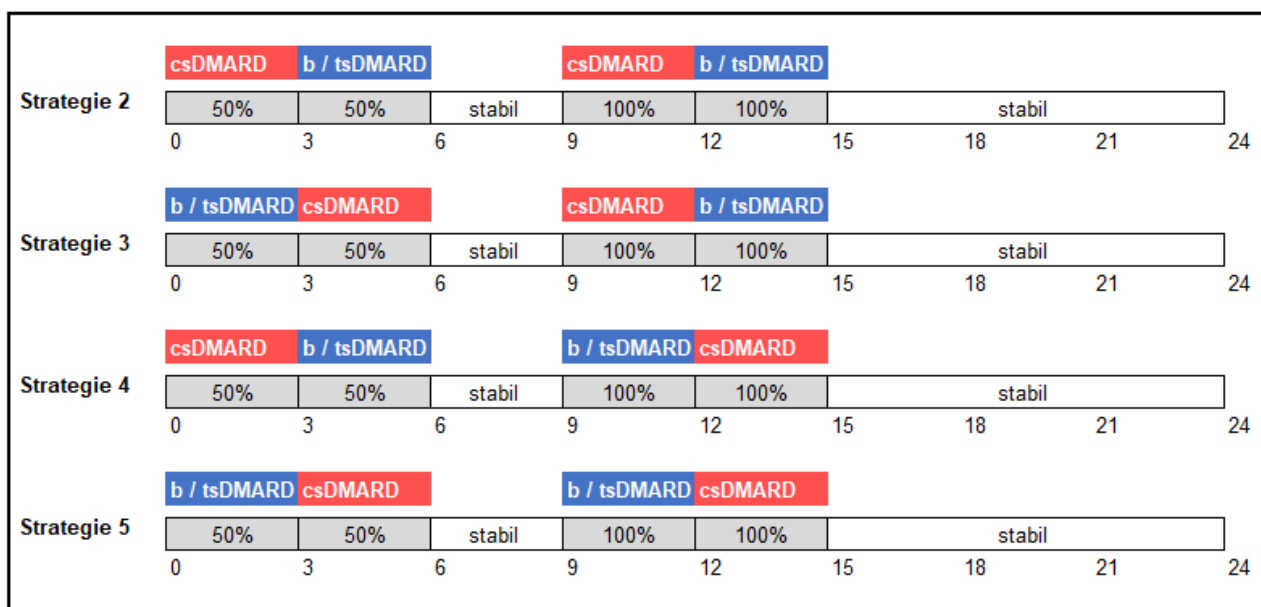 csDMARD b / tsDMARD csDMARD b / tsDMARD
Strategie 2 50% 50% stabil 100% 100% stabil
0 3 6 9 12 15 18 21 24
b / tsDMARD csDMARD csDMARD b / tsDMARD
Strategie 3 50% 50% stabil 100% 100% stabil
0 3 6 9 12 15 18 21 24
csDMARD b / tsDMARD b / tsDMARD csDMARD
Strategie 4 50% 50% stabil 100% 100% stabil
0 3 6 9 12 15 18 21 24
b / tsDMARD csDMARD b / tsDMARD csDMARD
Strategie 5 50% 50% stabil 100% 100% stabil
0 3 6 9 12 15 18 21 24